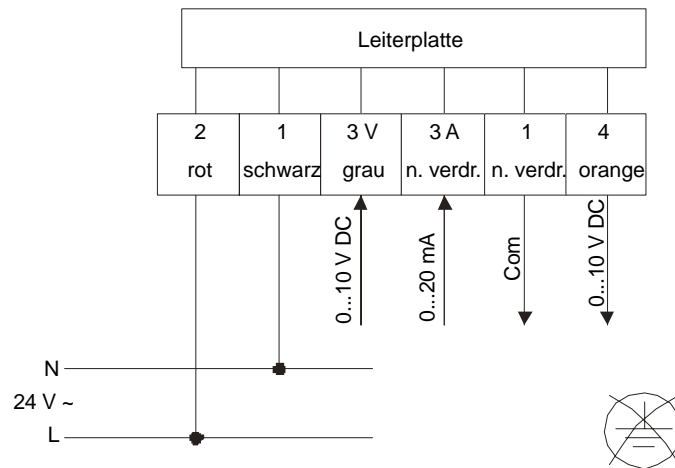 Leiterplatte
2 1 3 V 3 A 1 4
rot schwarz grau n. verdr. n. verdr. orange
0...10 V DC 0...20 mA Com 0...10 V DC
N
24 V ~
L